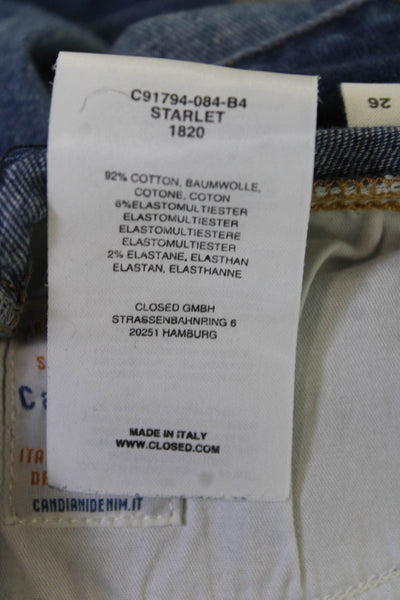 C91794-084-B4
STARLET
1820
26
92% COTTON, BAUMWOLLE,
COTONE, COTON
6%ELASTOMULTIESTER
ELASTOMULTIESTER
ELASTOMULTIESTERE
ELASTOMULTIESTER
2% ELASTANE, ELASTHAN
ELASTAN, ELASTHANNE
CLOSED GMBH
STRASSENBAHNRING 6
20251 HAMBURG
MADE IN ITALY
WWW.CLOSED.COM
CANDIANIDENIM.IT